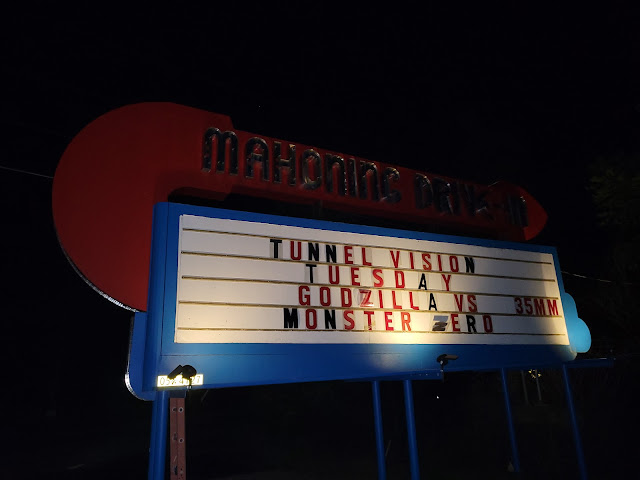 MAHONING DRIVE-IN
TUNNEL VISION
TUESDAY
GODZILLA VS 35MM
MONSTER ZERO